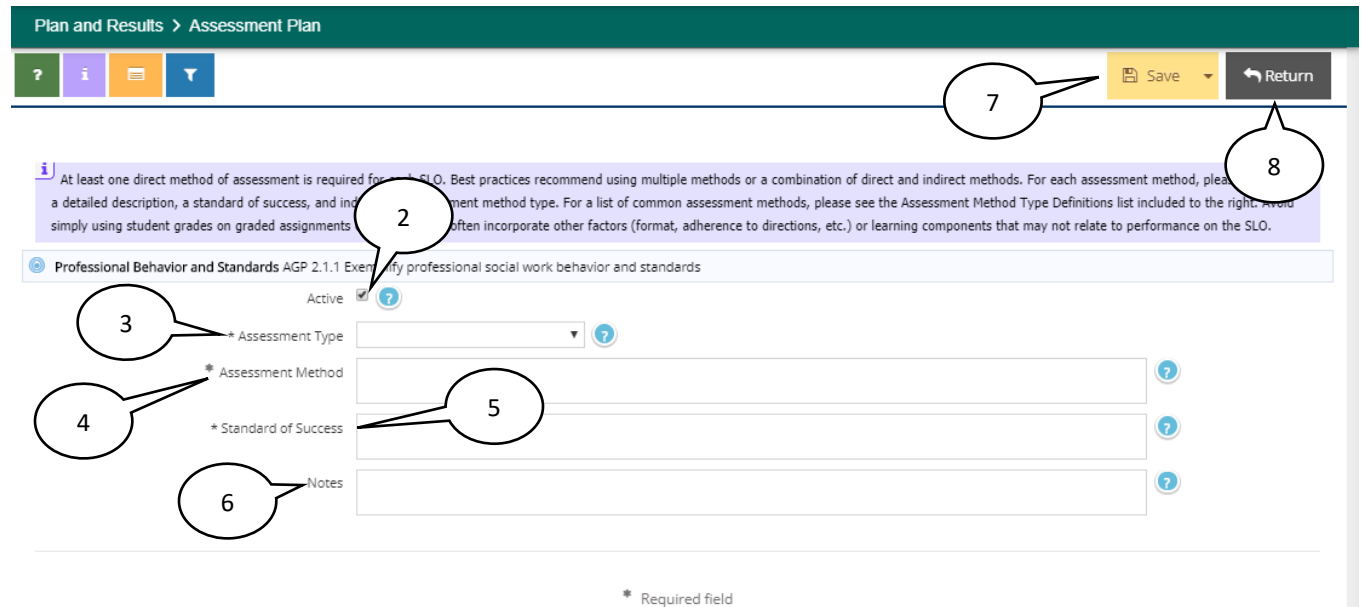 Plan and Results > Assessment Plan
? i Save Return
7
8
i At least one direct method of assessment is required for each SLO. Best practices recommend using multiple methods or a combination of direct and indirect methods. For each assessment method,
a detailed description, a standard of success, and method type. For a list of common assessment methods, please see the Assessment Method Type Definitions list included to the right. Avoid
simply using student grades on graded assignments often incorporate other factors (format, adherence to directions, etc.) or learning components that may not relate to performance on the SLO.
2
Professional Behavior and Standards AGP 2.1.1 Exemplify professional social work behavior and standards
Active ?
3
* Assessment Type ?
* Assessment Method ?
4
5
* Standard of Success ?
Notes ?
6
* Required field